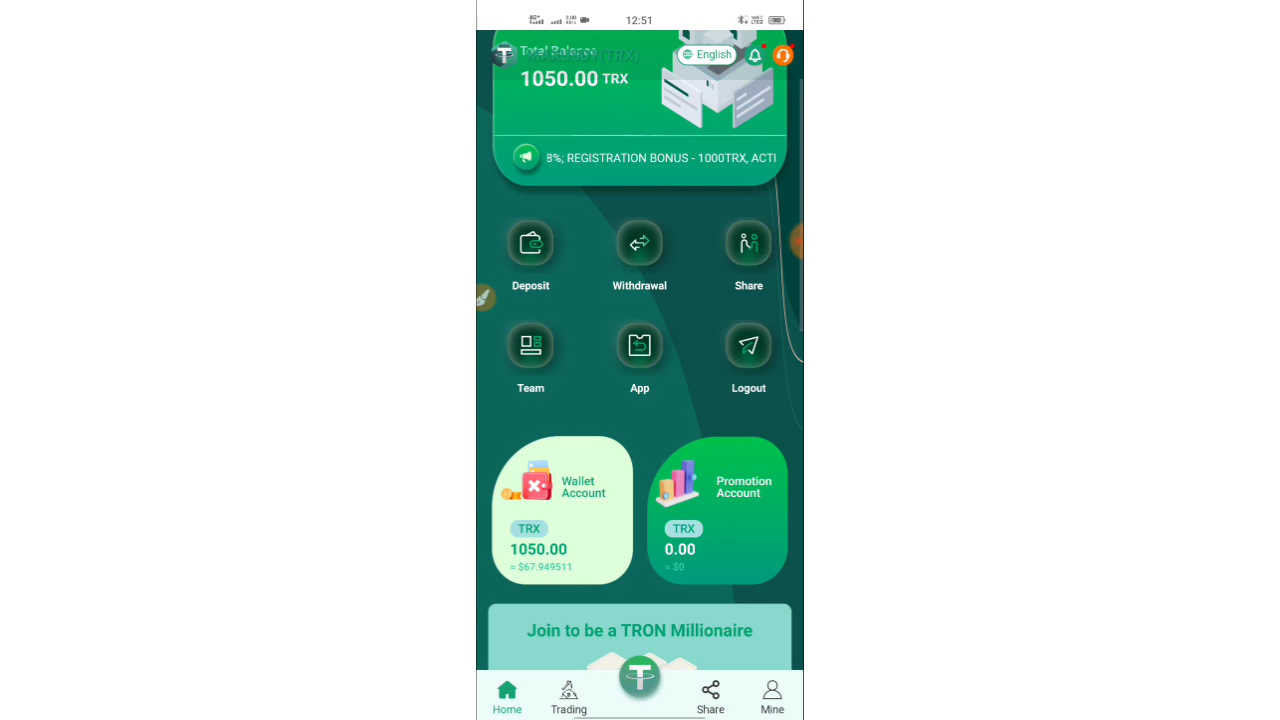 12:51
Total Balance
English
1050.00 TRX
8%; REGISTRATION BONUS - 1000TRX, ACTI
Deposit
Withdrawal
Share
Team
App
Logout
Wallet
Account
TRX
1050.00
≈ $67.949511
Promotion
Account
TRX
0.00
≈ $0
Join to be a TRON Millionaire
Home
Trading
Share
Mine